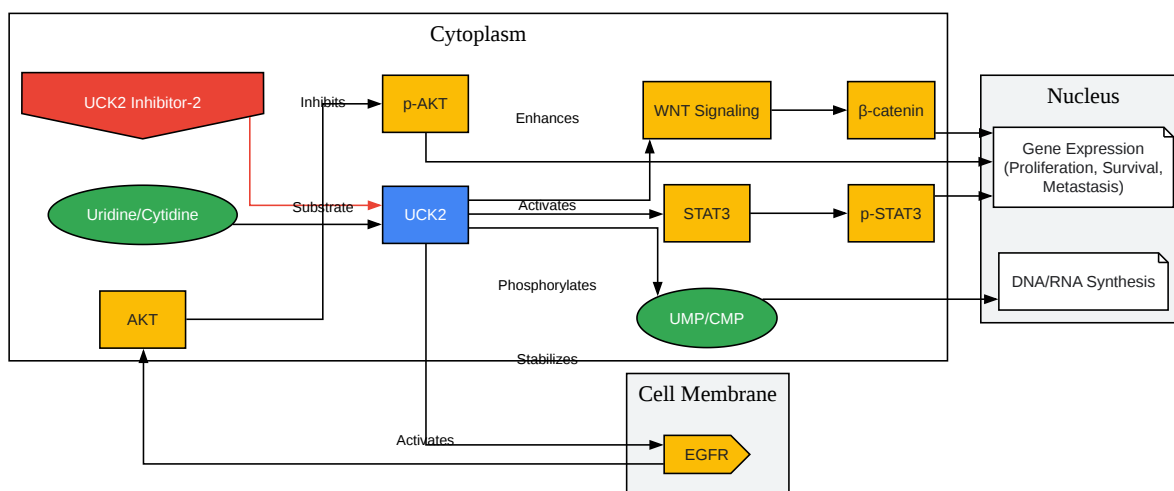 Cytoplasm
UCK2 Inhibitor-2
Inhibits
p-AKT
Enhances
WNT Signaling
β-catenin
Nucleus
Gene Expression
(Proliferation, Survival,
Metastasis)
Uridine/Cytidine
Substrate
UCK2
Activates
STAT3
p-STAT3
DNA/RNA Synthesis
Phosphorylates
AKT
UMP/CMP
Stabilizes
Cell Membrane
Activates
EGFR